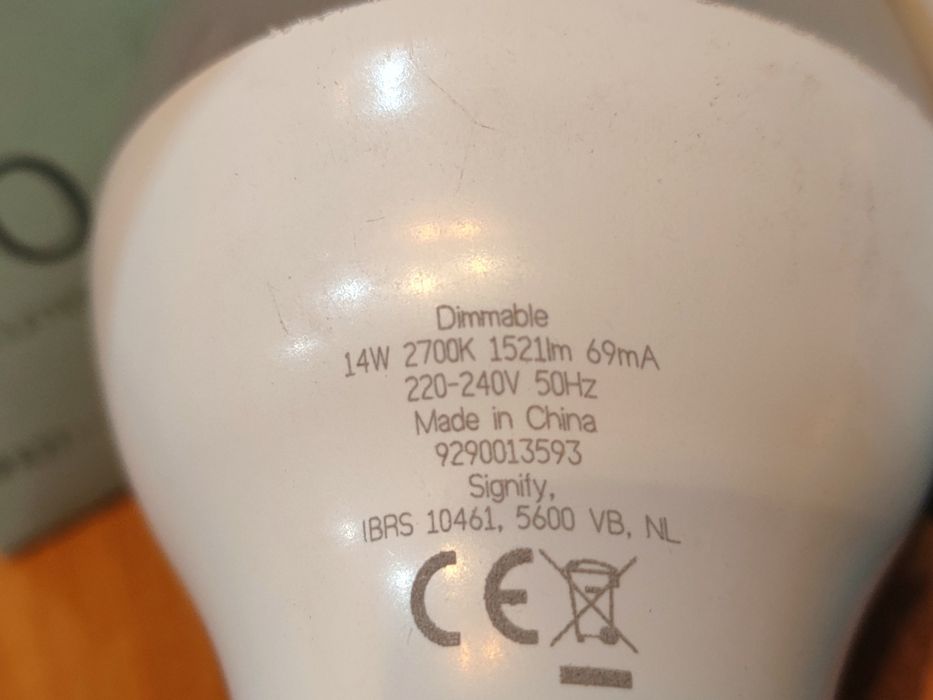 Dimmable
14W 2700K 1521lm 69mA
220-240V 50Hz
Made in China
9290013593
Signify,
IBRS 10461, 5600 VB, NL
CE